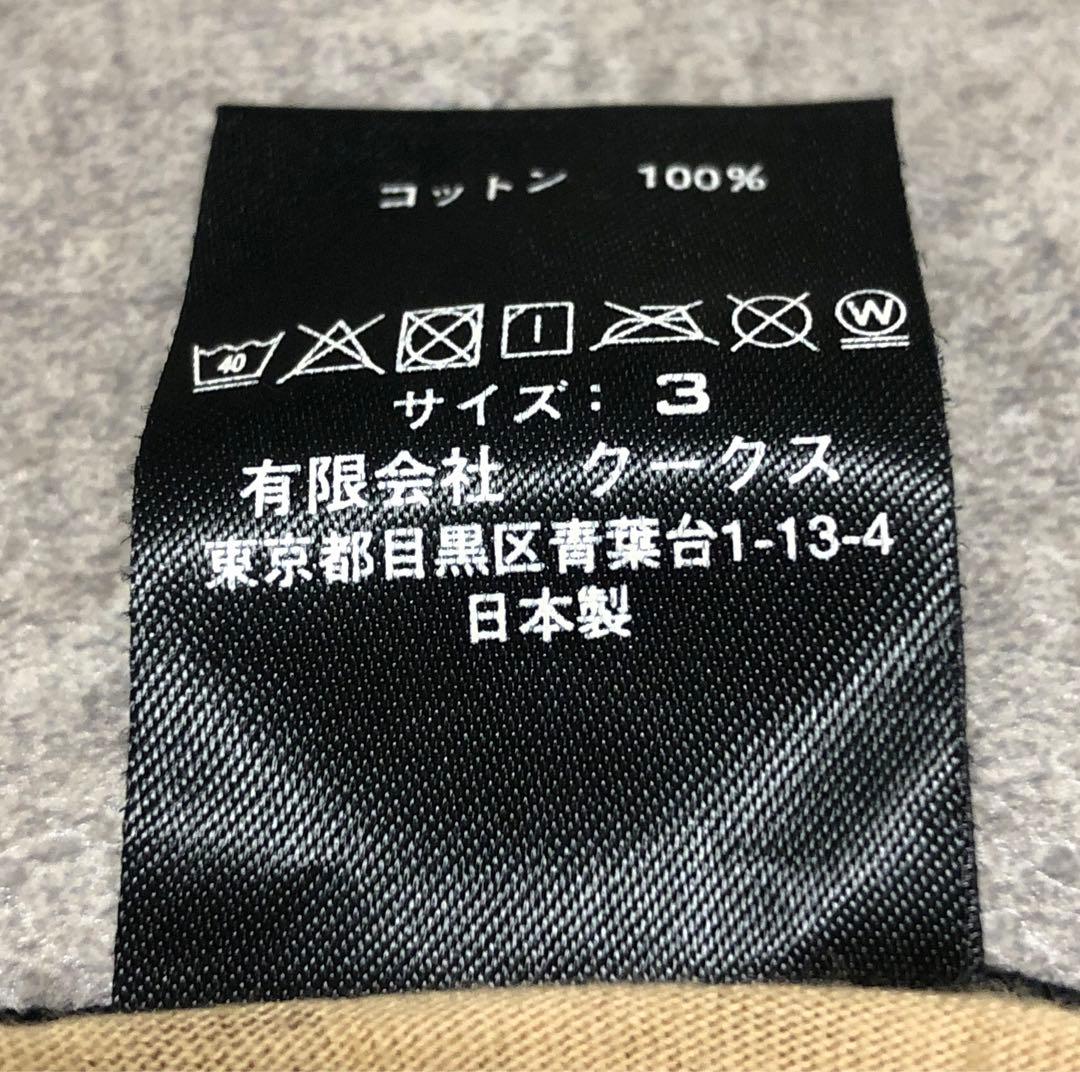 コットン 100%
40 W
サイズ: 3
有限会社 クークス
東京都目黒区青葉台1-13-4
日本製